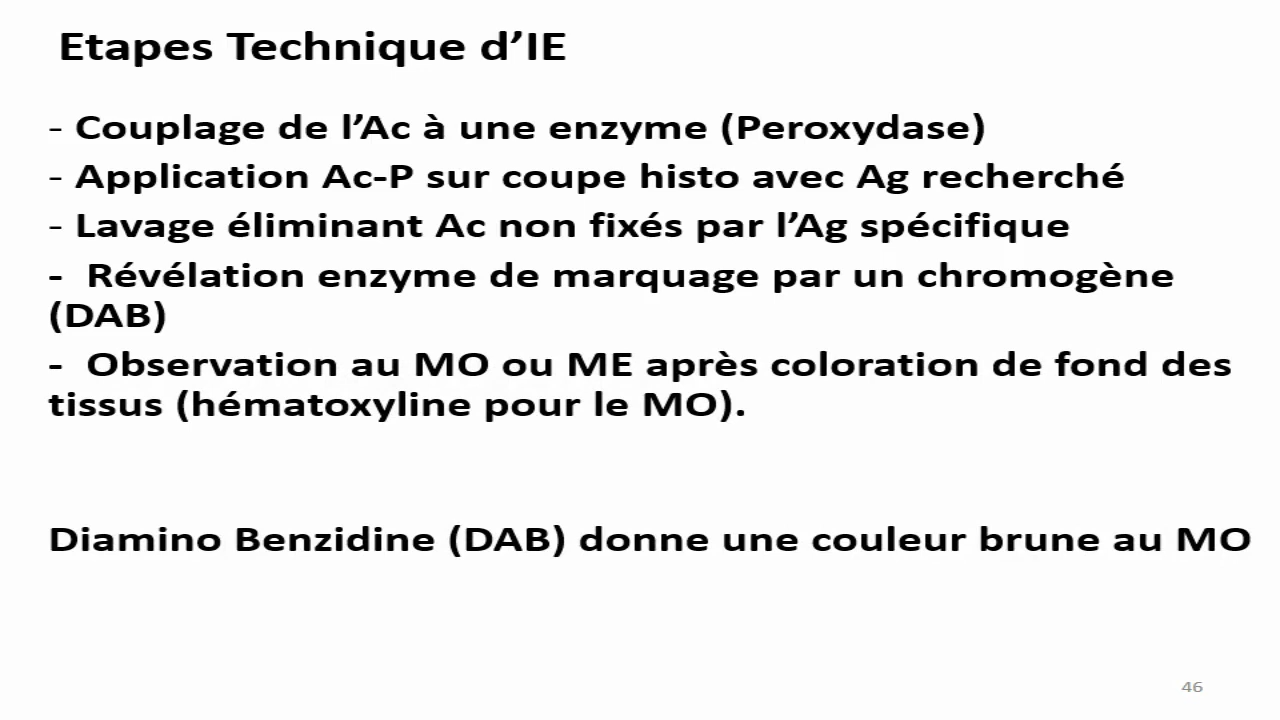 Etapes Technique d’IE
- Couplage de l’Ac à une enzyme (Peroxydase)
- Application Ac-P sur coupe histo avec Ag recherché
- Lavage éliminant Ac non fixés par l’Ag spécifique
- Révélation enzyme de marquage par un chromogène
(DAB)
- Observation au MO ou ME après coloration de fond des
tissus (hématoxyline pour le MO).
Diamino Benzidine (DAB) donne une couleur brune au MO
46